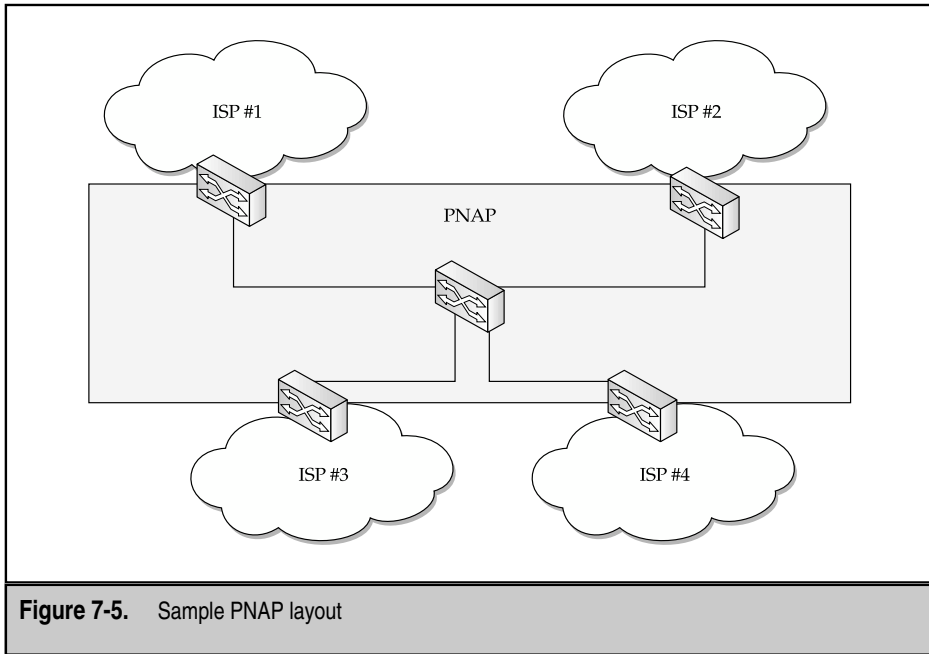 ISP #1
ISP #2
PNAP
ISP #3
ISP #4
Figure 7-5. Sample PNAP layout